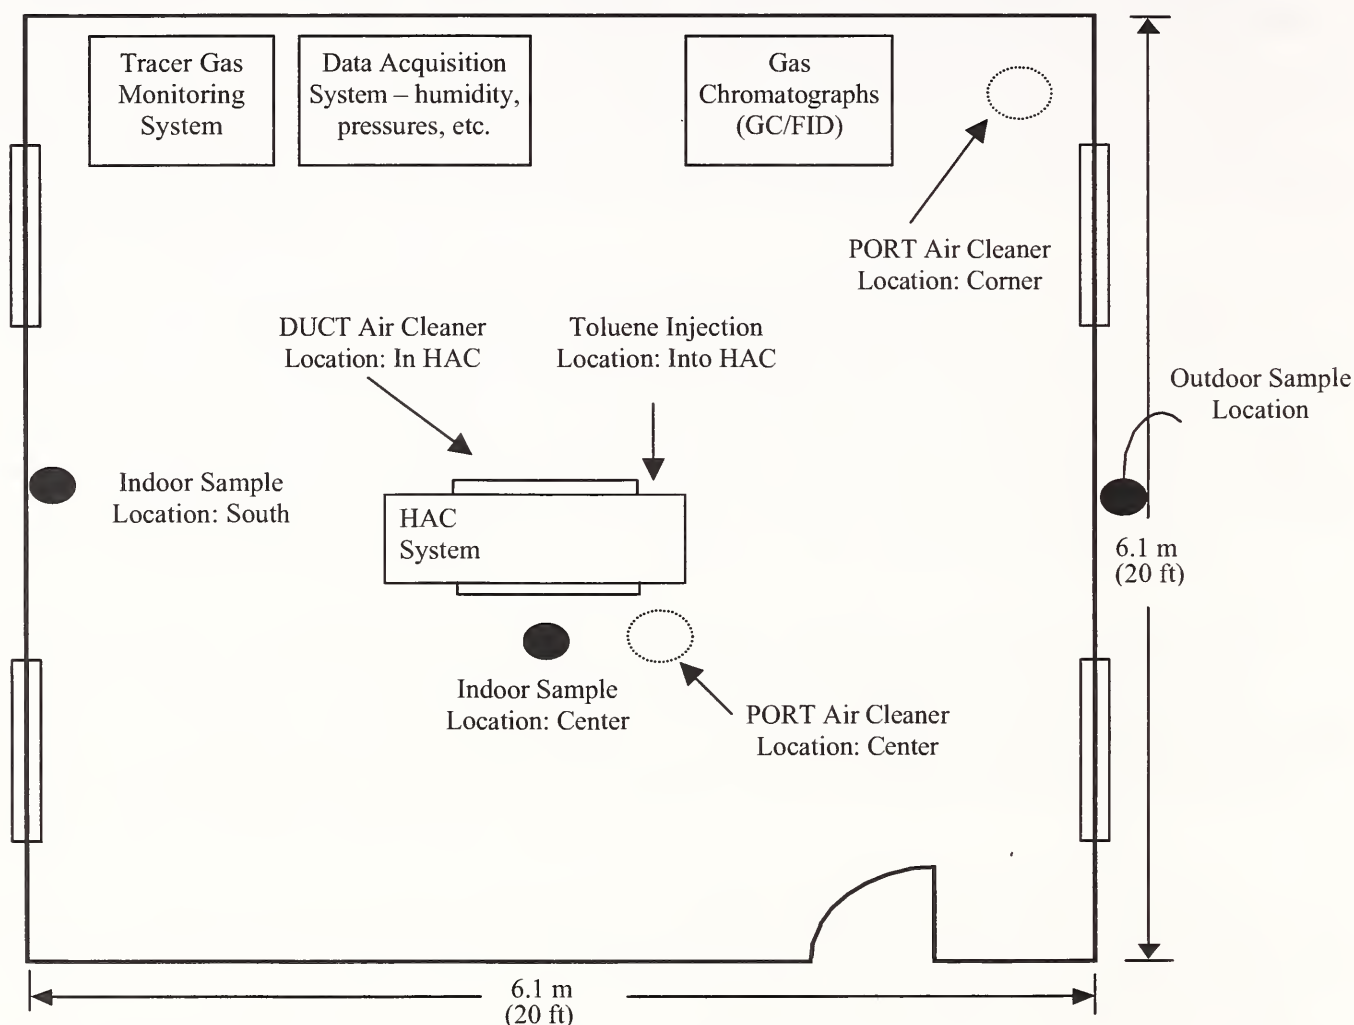 Tracer Gas
Monitoring
System
Data Acquisition
System – humidity,
pressures, etc.
Gas
Chromatographs
(GC/FID)
PORT Air Cleaner
Location: Corner
DUCT Air Cleaner
Location: In HAC
Toluene Injection
Location: Into HAC
Outdoor Sample
Location
Indoor Sample
Location: South
HAC
System
6.1 m
(20 ft)
Indoor Sample
Location: Center
PORT Air Cleaner
Location: Center
6.1 m
(20 ft)